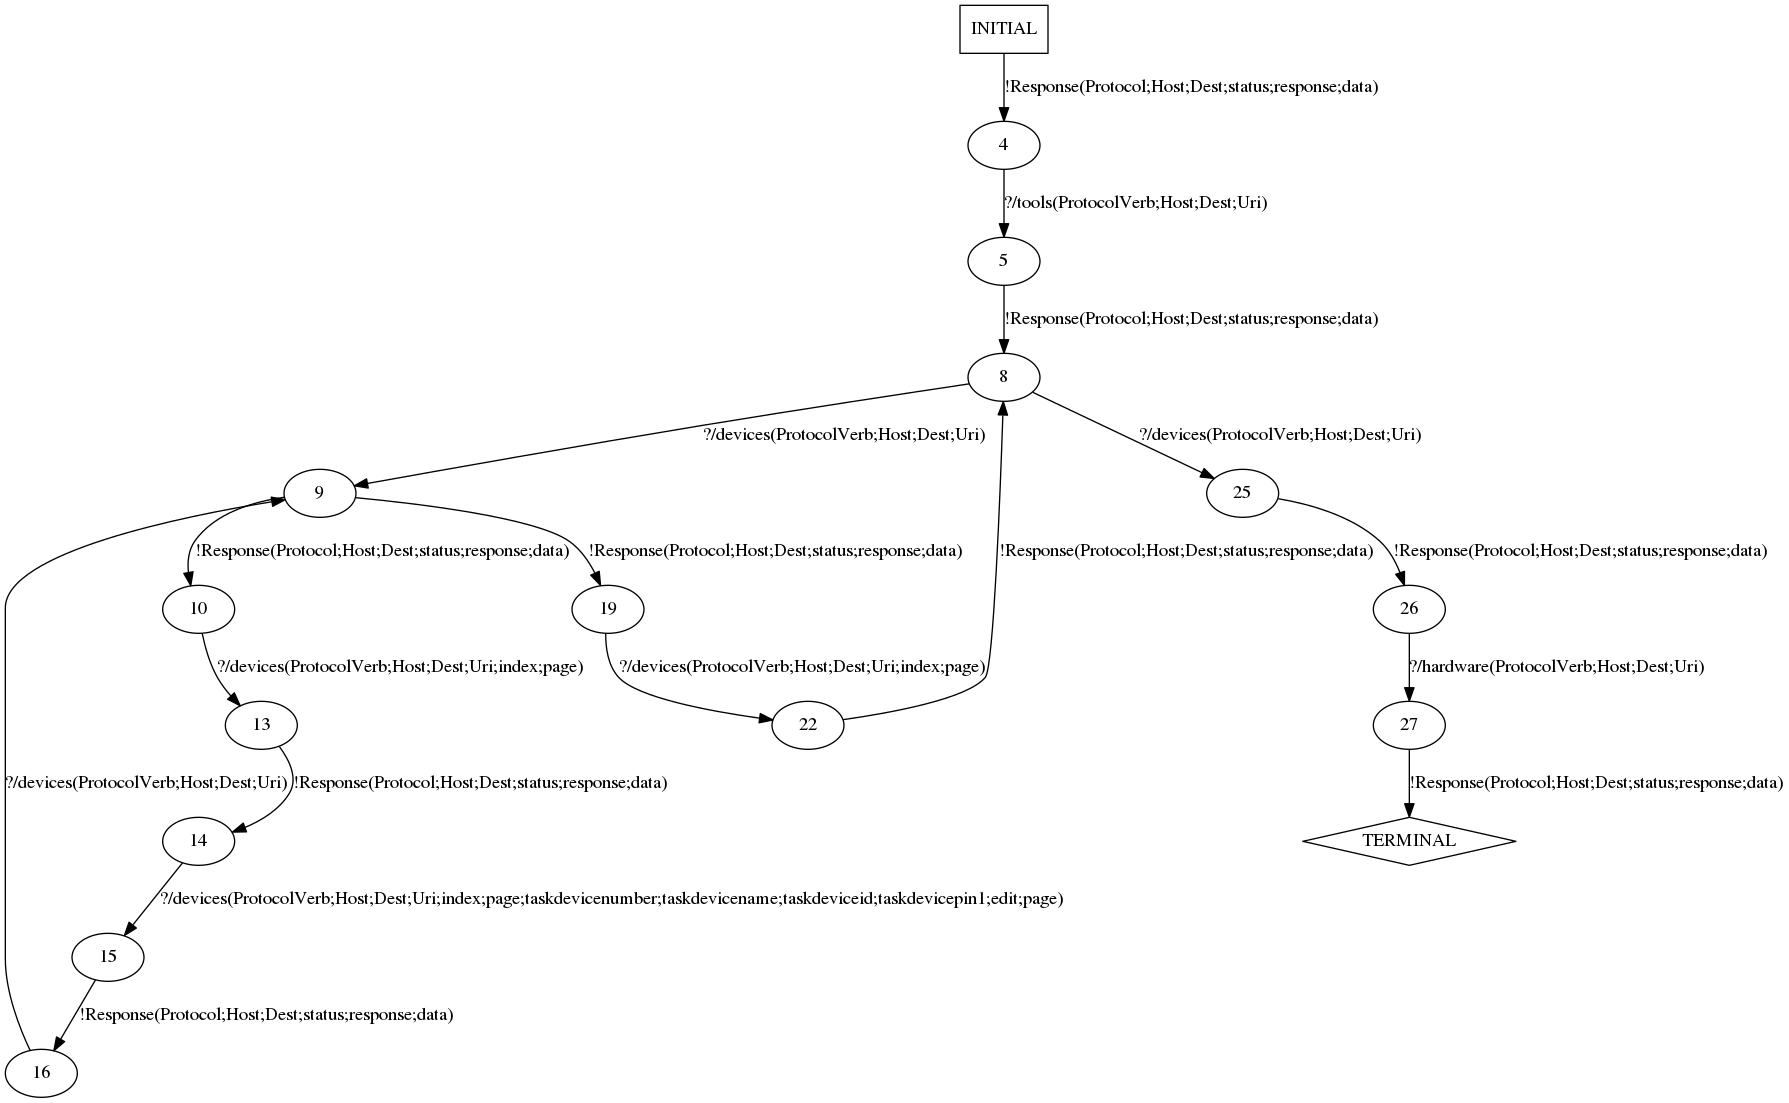 INITIAL
!Response(Protocol;Host;Dest;status;response;data)
4
?/tools(ProtocolVerb;Host;Dest;Uri)
5
!Response(Protocol;Host;Dest;status;response;data)
8
?/devices(ProtocolVerb;Host;Dest;Uri)
?/devices(ProtocolVerb;Host;Dest;Uri)
9
25
!Response(Protocol;Host;Dest;status;response;data)
!Response(Protocol;Host;Dest;status;response;data)
!Response(Protocol;Host;Dest;status;response;data)
!Response(Protocol;Host;Dest;status;response;data)
10
19
26
?/devices(ProtocolVerb;Host;Dest;Uri;index;page)
?/devices(ProtocolVerb;Host;Dest;Uri;index;page)
?/hardware(ProtocolVerb;Host;Dest;Uri)
13
22
27
?/devices(ProtocolVerb;Host;Dest;Uri)
!Response(Protocol;Host;Dest;status;response;data)
!Response(Protocol;Host;Dest;status;response;data)
14
TERMINAL
?/devices(ProtocolVerb;Host;Dest;Uri;index;page;taskdevicenumber;taskdevicename;taskdeviceid;taskdevicepin1;edit;page)
15
!Response(Protocol;Host;Dest;status;response;data)
16